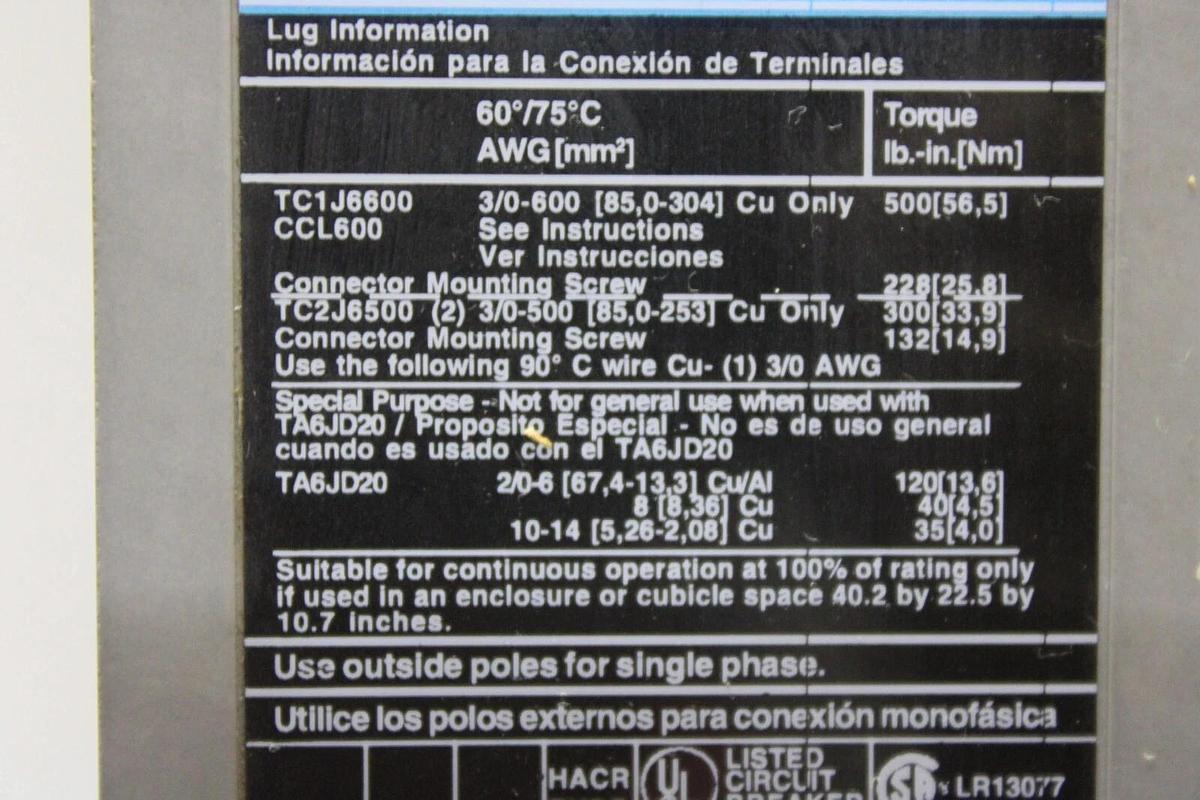 Lug Information
Información para la Conexión de Terminales
60°/75°C
AWG[mm²]
Torque
lb.-in.[Nm]
TC1J6600 3/0-600 [85,0-304] Cu Only 500[56,5]
CCL600 See Instructions
Ver Instrucciones
Connector Mounting Screw 228[25,8]
TC2J6500 (2) 3/0-500 [85,0-253] Cu Only 300[33,9]
Connector Mounting Screw 132[14,9]
Use the following 90° C wire Cu- (1) 3/0 AWG
Special Purpose - Not for general use when used with
TA6JD20 / Proposito Especial - No es de uso general
cuando es usado con el TA6JD20
TA6JD20 2/0-6 [67,4-13,3] Cu/Al 120[13,6]
8 [8,36] Cu 40[4,5]
10-14 [5,26-2,08] Cu 35[4,0]
Suitable for continuous operation at 100% of rating only
if used in an enclosure or cubicle space 40.2 by 22.5 by
10.7 inches.
Use outside poles for single phase.
Utilice los polos externos para conexión monofásica
HACR UL LISTED
CIRCUIT
BREAKER
SA LR13077